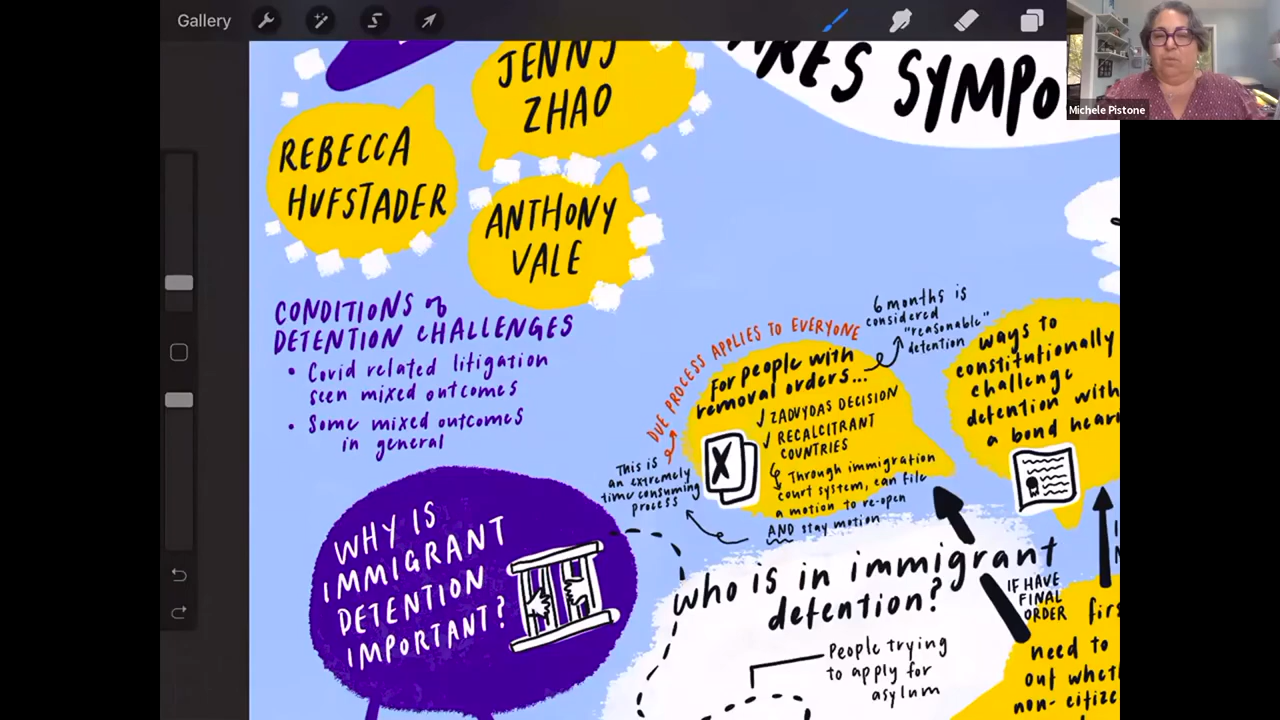 Gallery
Michele Pistone
JENNY
ZHAO
SYMPO
REBECCA
HUFSTADER
ANTHONY
VALE
CONDITIONS of
DETENTION CHALLENGES
• Covid related litigation
seen mixed outcomes
• Some mixed outcomes
in general
DUE PROCESS APPLIES TO EVERYONE
6 months is
considered
"reasonable"
detention
For people with
removal orders...
✓ ZADVYDAS DECISION
✓ RECALCITRANT
COUNTRIES
Through immigration
court system, can file
a motion to re-open
AND stay motion
This is
an extremely
time consuming
process
X
ways to
constitutionally
challenge
detention with
a bond
WHY IS
IMMIGRANT
DETENTION
IMPORTANT?
who is in immigrant
detention?
People trying
to apply for
asylum
IF HAVE
FINAL
ORDER
need to
out
non-